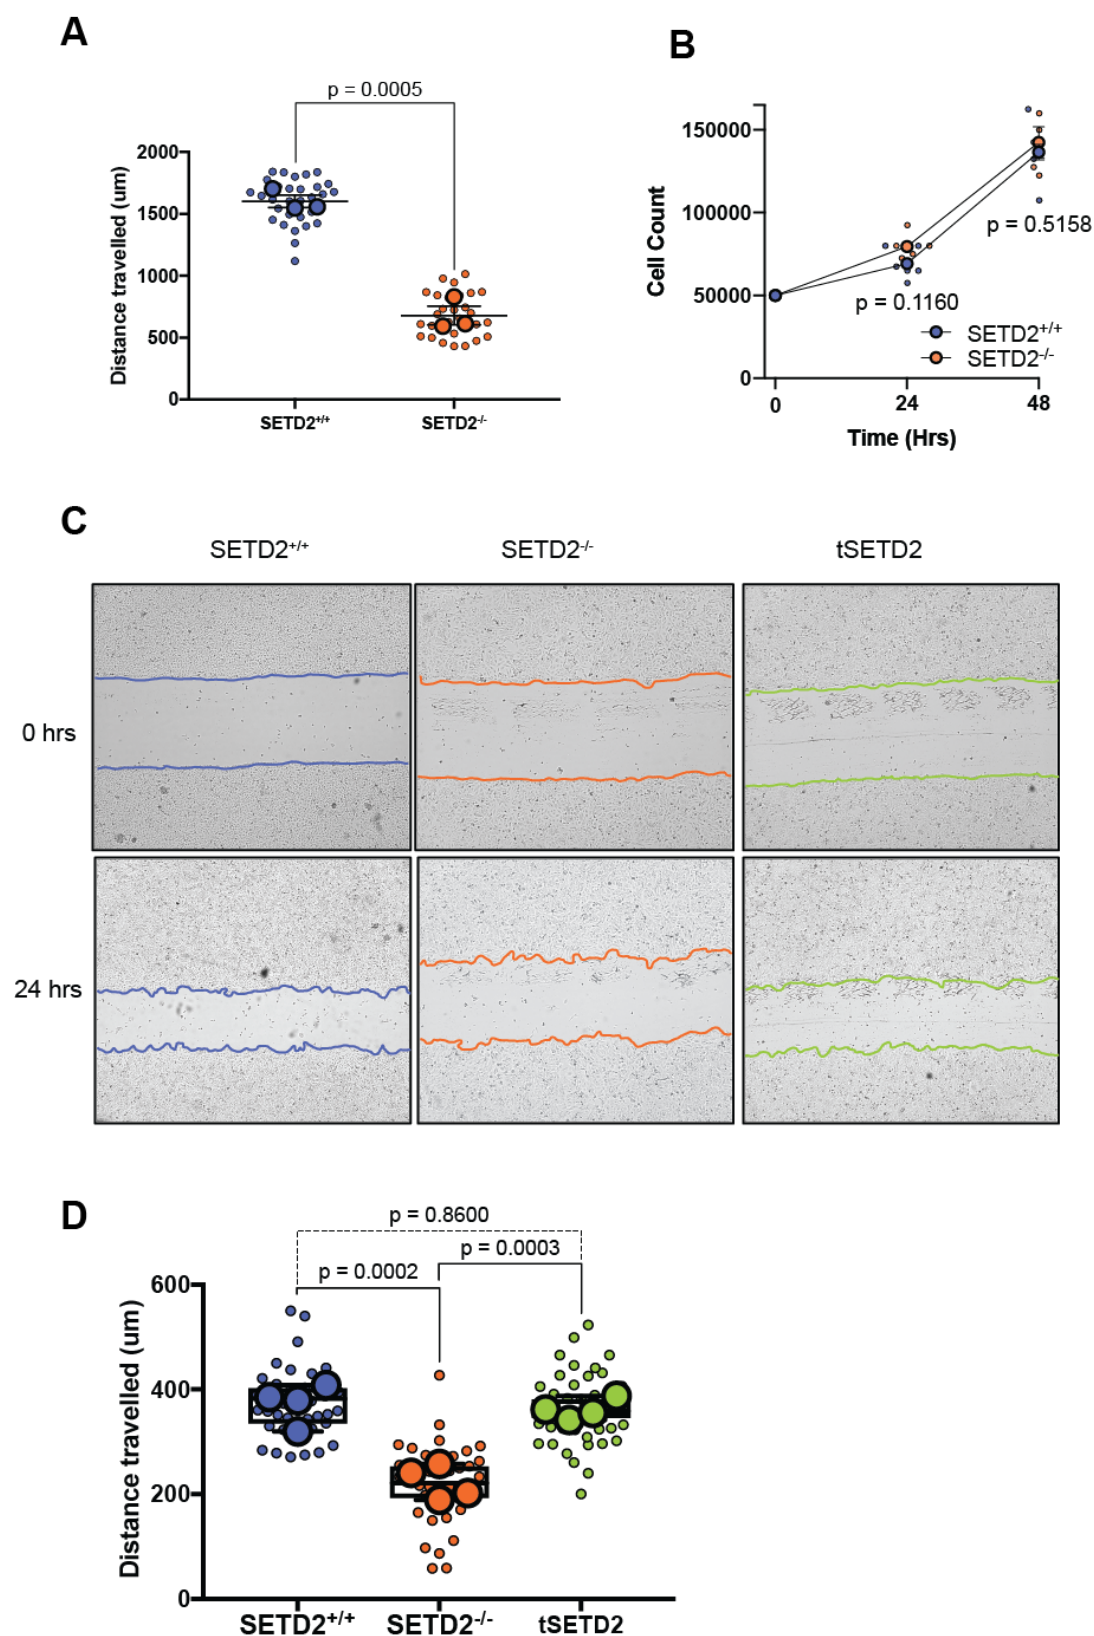 A
p = 0.0005
2000
1500
1000
500
0
Distance travelled (um)
SETD2+/+
SETD2-/-
B
150000
100000
50000
0
Cell Count
p = 0.5158
p = 0.1160
SETD2+/+
SETD2-/-
0
24
48
Time (Hrs)
C
SETD2+/+
SETD2-/-
tSETD2
0 hrs
24 hrs
D
p = 0.8600
p = 0.0003
p = 0.0002
600
400
200
0
Distance travelled (um)
SETD2+/+
SETD2-/-
tSETD2